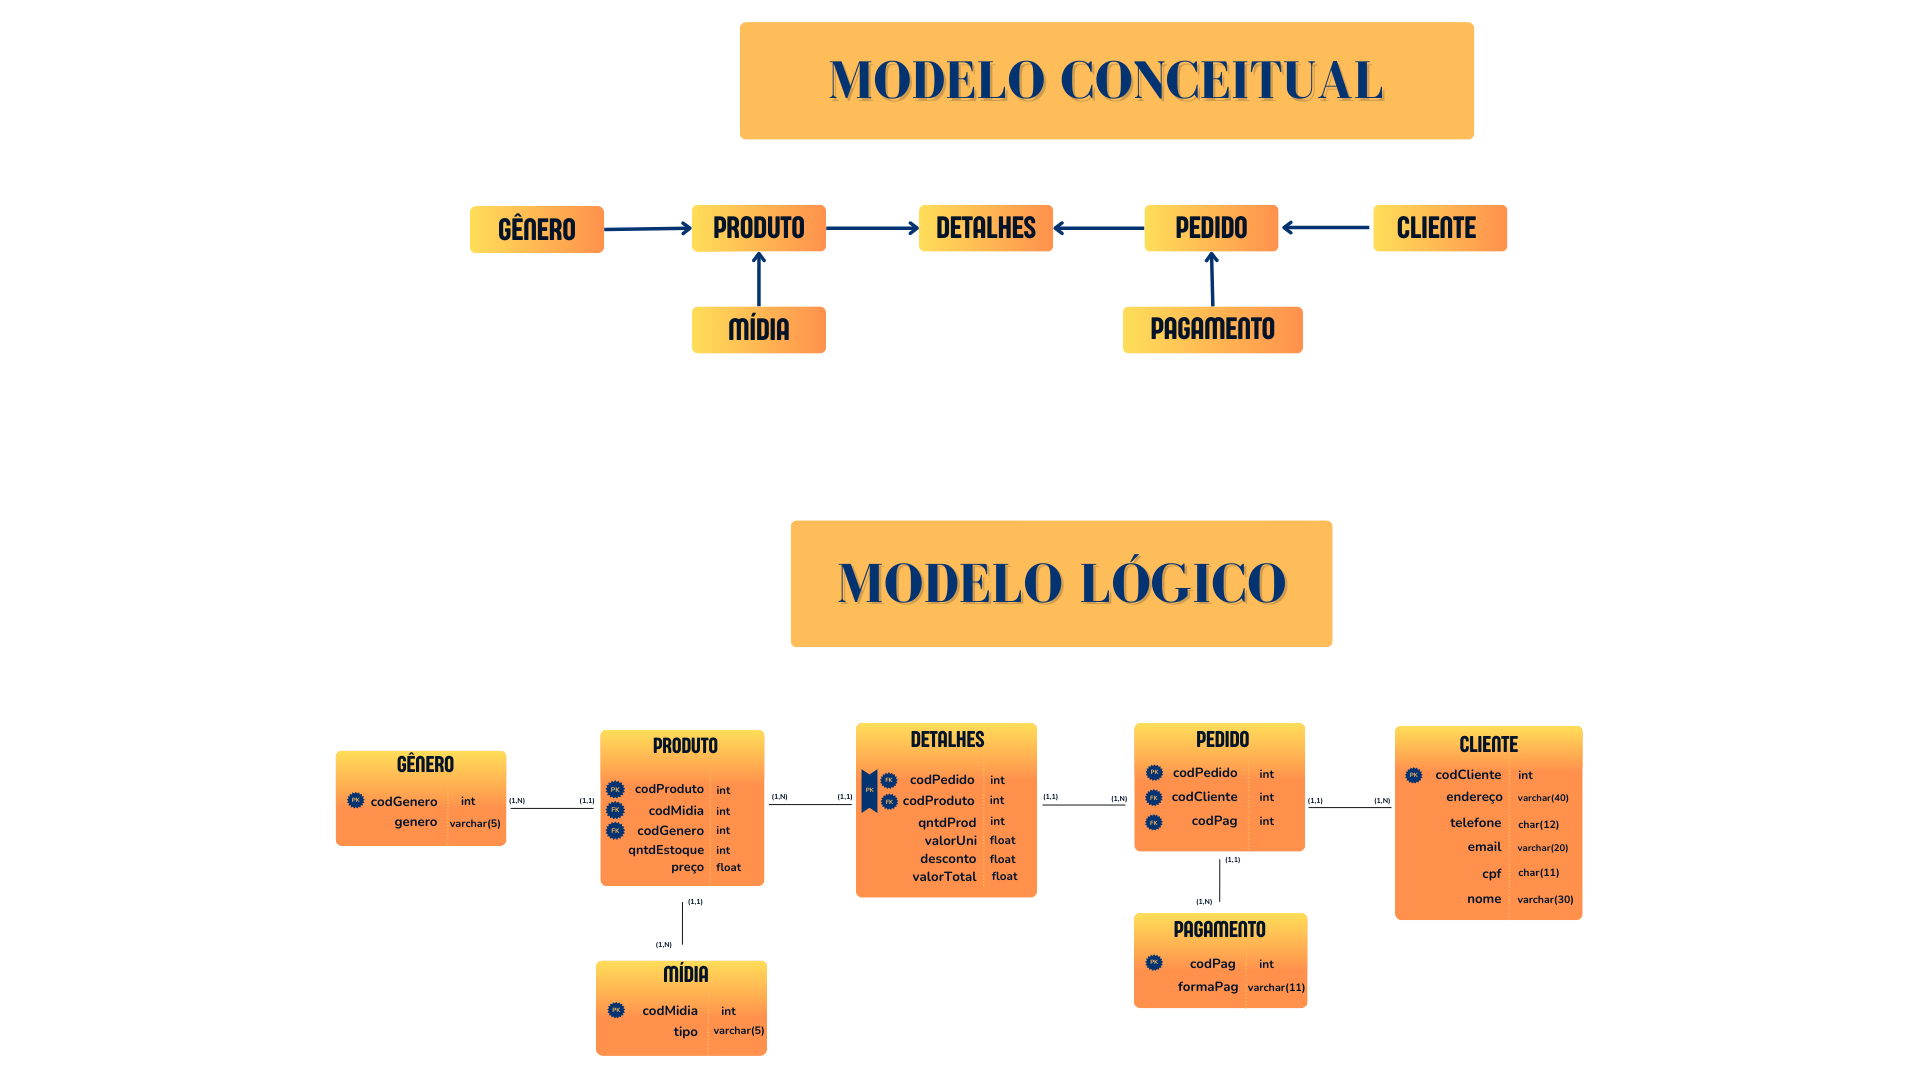 MODELO CONCEITUAL
GÊNERO
PRODUTO
DETALHES
PEDIDO
CLIENTE
MÍDIA
PAGAMENTO
MODELO LÓGICO
GÊNERO
PK codGenero int
genero varchar(5)
(1,N) (1,1)
PRODUTO
PK codProduto int
FK codMidia int
FK codGenero int
qntdEstoque int
preço float
(1,N) (1,1)
DETALHES
PK
FK codPedido int
FK codProduto int
qntdProd int
valorUni float
desconto float
valorTotal float
(1,1) (1,N)
PEDIDO
PK codPedido int
FK codCliente int
FK codPag int
(1,1) (1,N)
CLIENTE
PK codCliente int
endereço varchar(40)
telefone char(12)
email varchar(20)
cpf char(11)
nome varchar(30)
(1,1)
(1,N)
MÍDIA
PK codMidia int
tipo varchar(5)
(1,1)
(1,N)
PAGAMENTO
PK codPag int
formaPag varchar(11)